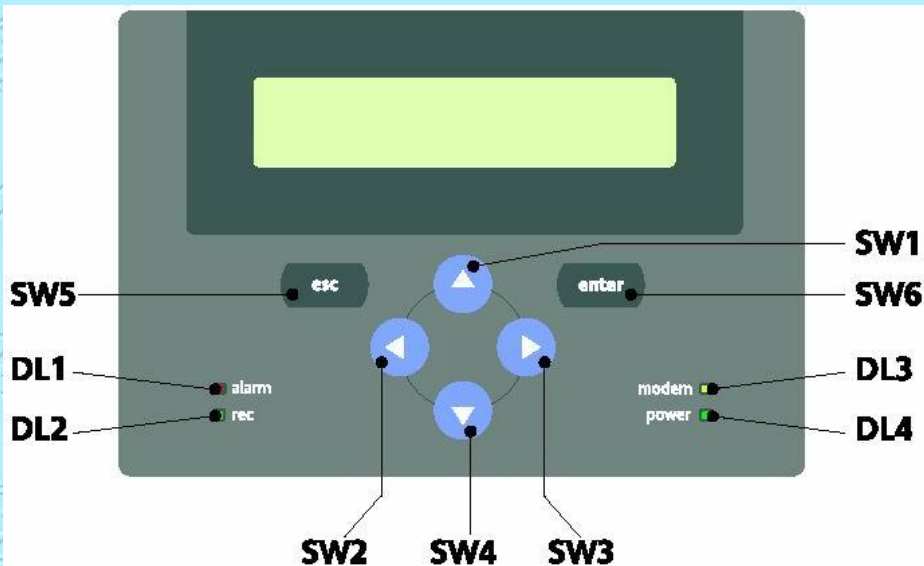 SW1
esc
enter
SW5
SW6
DL1
alarm
modem
DL3
DL2
rec
power
DL4
SW2
SW4
SW3